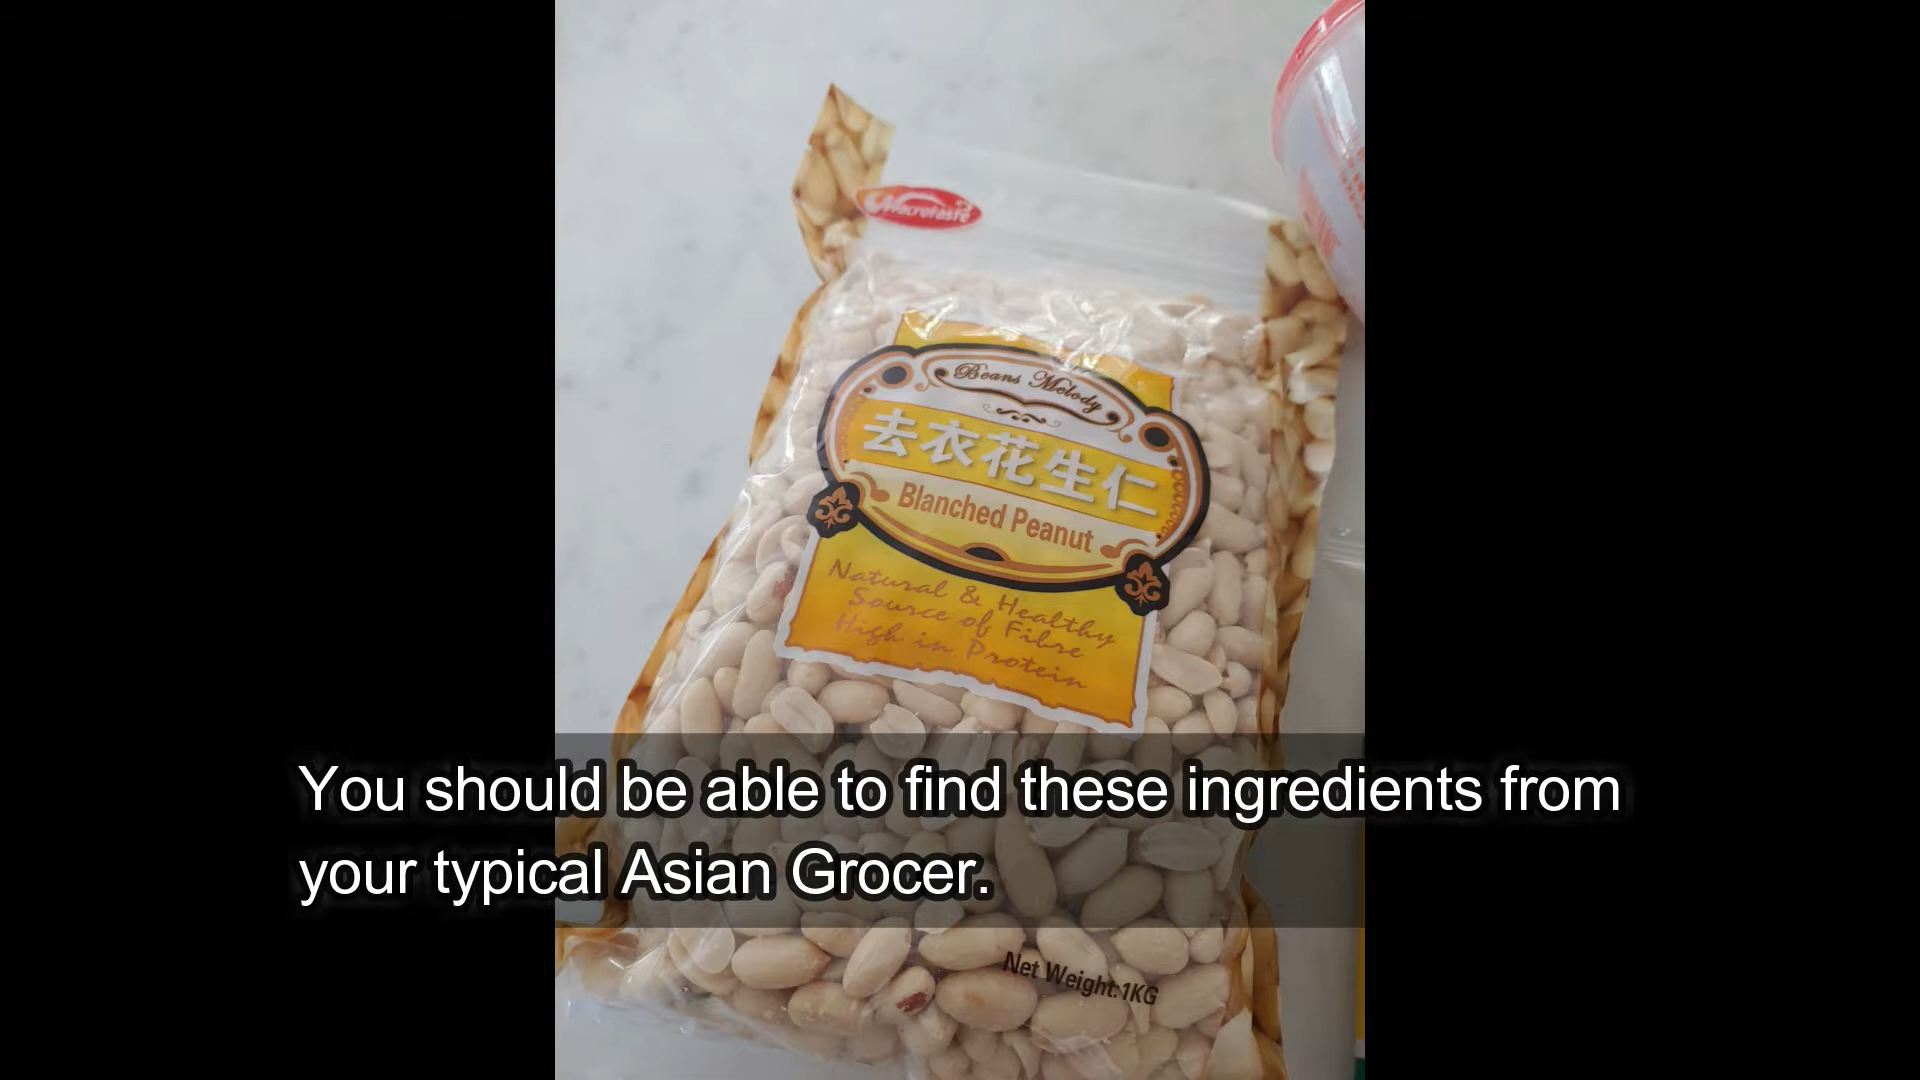 Macrotaste
Beans Melody
去衣花生仁
Blanched Peanut
Natural & Healthy
Source of Fibre
High in Protein
You should be able to find these ingredients from
your typical Asian Grocer.
Net Weight:1KG